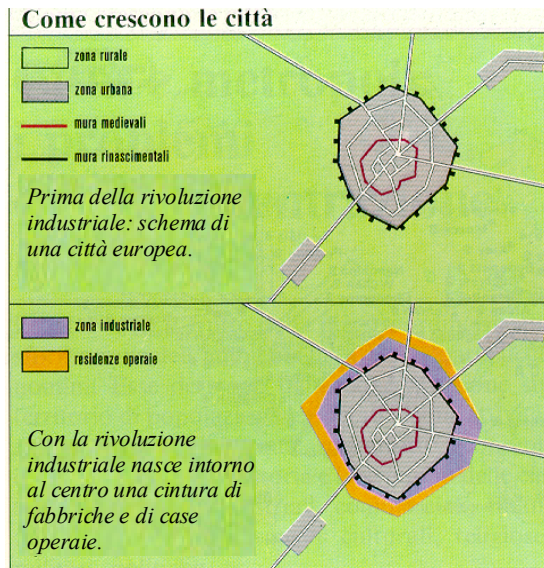 Come crescono le città
zona rurale
zona urbana
mura medievali
mura rinascimentali
Prima della rivoluzione
industriale: schema di
una città europea.
zona industriale
residenze operaie
Con la rivoluzione
industriale nasce intorno
al centro una cintura di
fabbriche e di case
operaie.